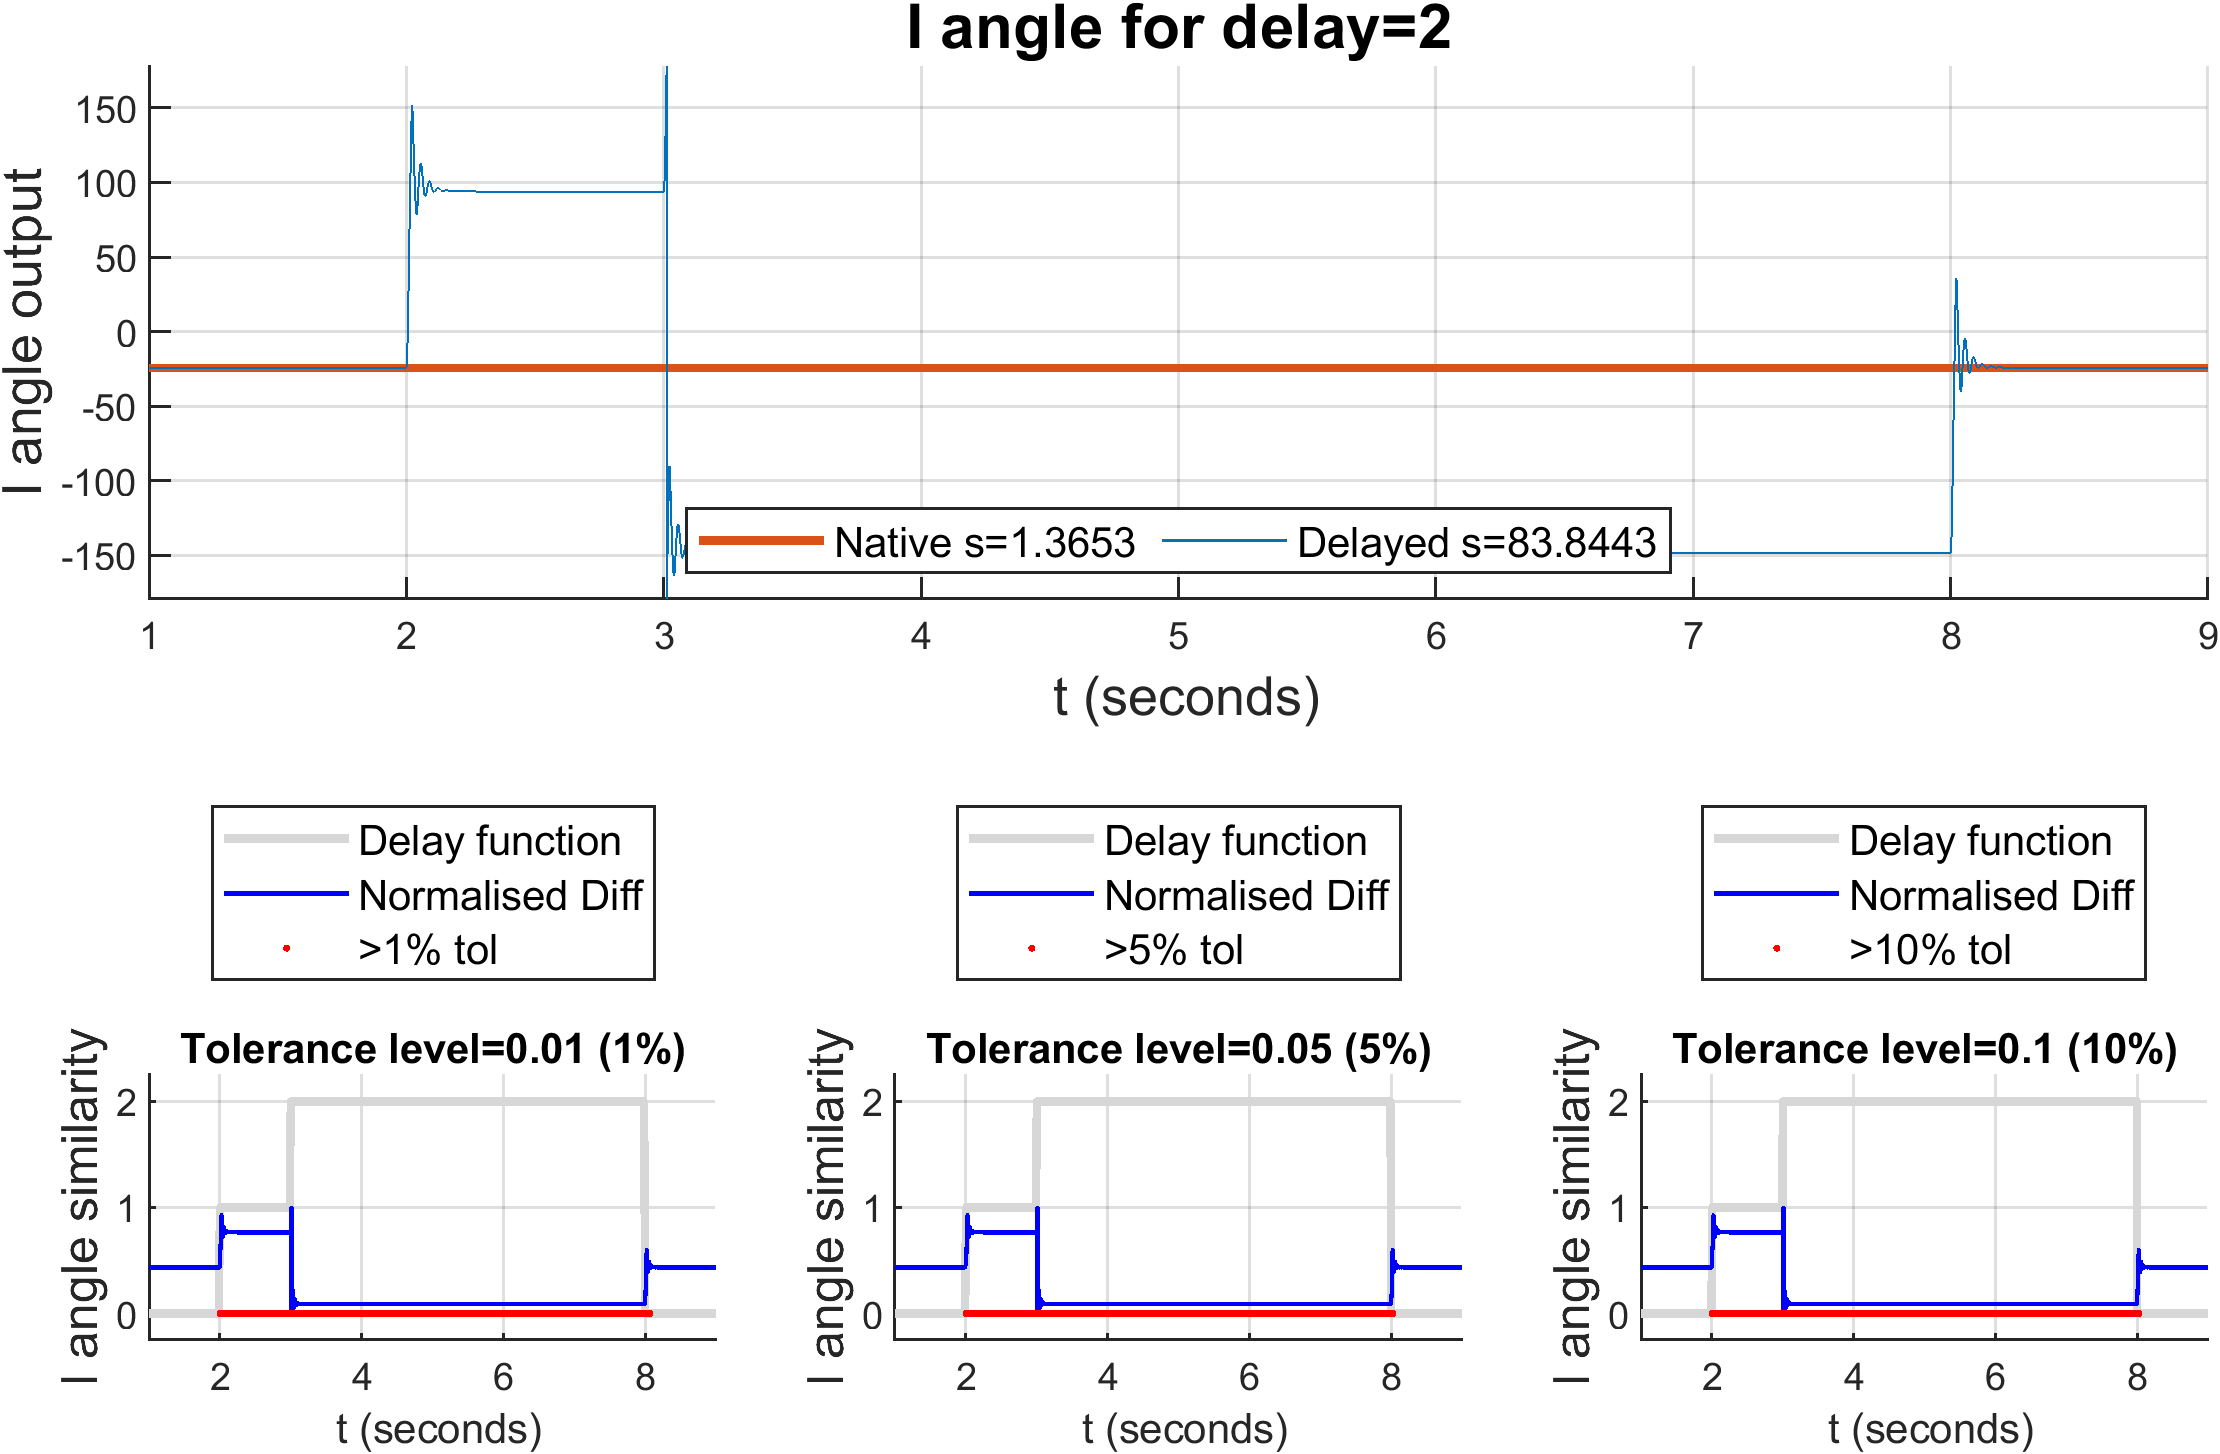 I angle for delay=2
I angle output
150
100
50
0
-50
-100
-150
Native s=1.3653
Delayed s=83.8443
1 2 3 4 5 6 7 8 9
t (seconds)
Delay function
Normalised Diff
>1% tol
Delay function
Normalised Diff
>5% tol
Delay function
Normalised Diff
>10% tol
Tolerance level=0.01 (1%)
I angle similarity
2
1
0
2 4 6 8
t (seconds)
Tolerance level=0.05 (5%)
I angle similarity
2
1
0
2 4 6 8
t (seconds)
Tolerance level=0.1 (10%)
I angle similarity
2
1
0
2 4 6 8
t (seconds)